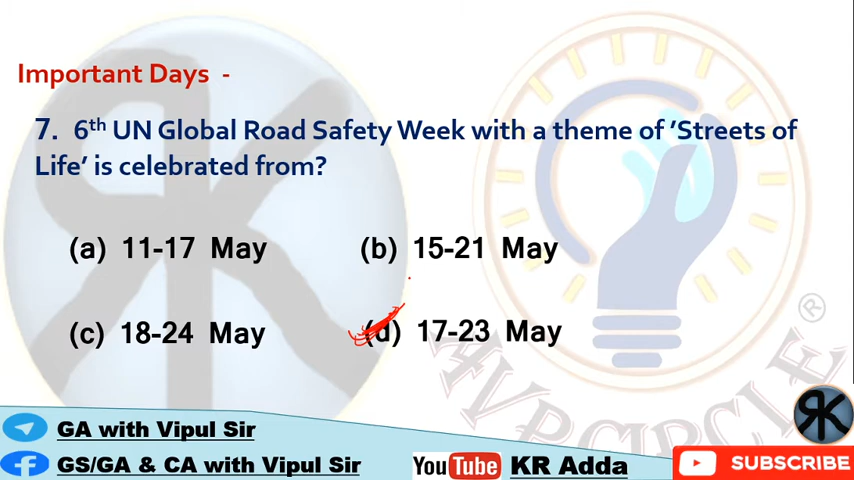 Important Days -
7. 6th UN Global Road Safety Week with a theme of ‘Streets of
Life’ is celebrated from?
(a) 11-17 May
(b) 15-21 May
(c) 18-24 May
(d) 17-23 May
AVPCIRCLE®
RK
GA with Vipul Sir
GS/GA & CA with Vipul Sir
YouTube KR Adda
SUBSCRIBE